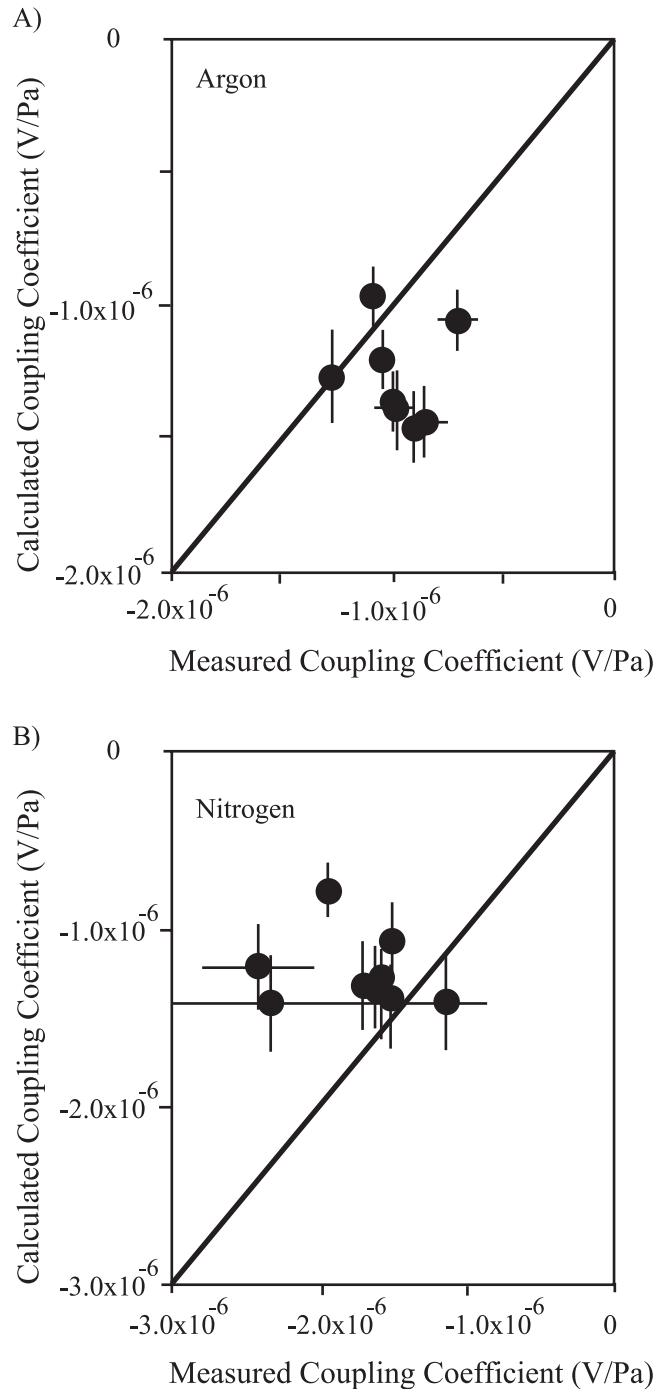 A)
0
Argon
Calculated Coupling Coefficient (V/Pa)
-1.0x10-6
-2.0x10-6
-2.0x10-6 -1.0x10-6 0
Measured Coupling Coefficient (V/Pa)
B)
0
Nitrogen
Calculated Coupling Coefficient (V/Pa)
-1.0x10-6
-2.0x10-6
-3.0x10-6
-3.0x10-6 -2.0x10-6 -1.0x10-6 0
Measured Coupling Coefficient (V/Pa)